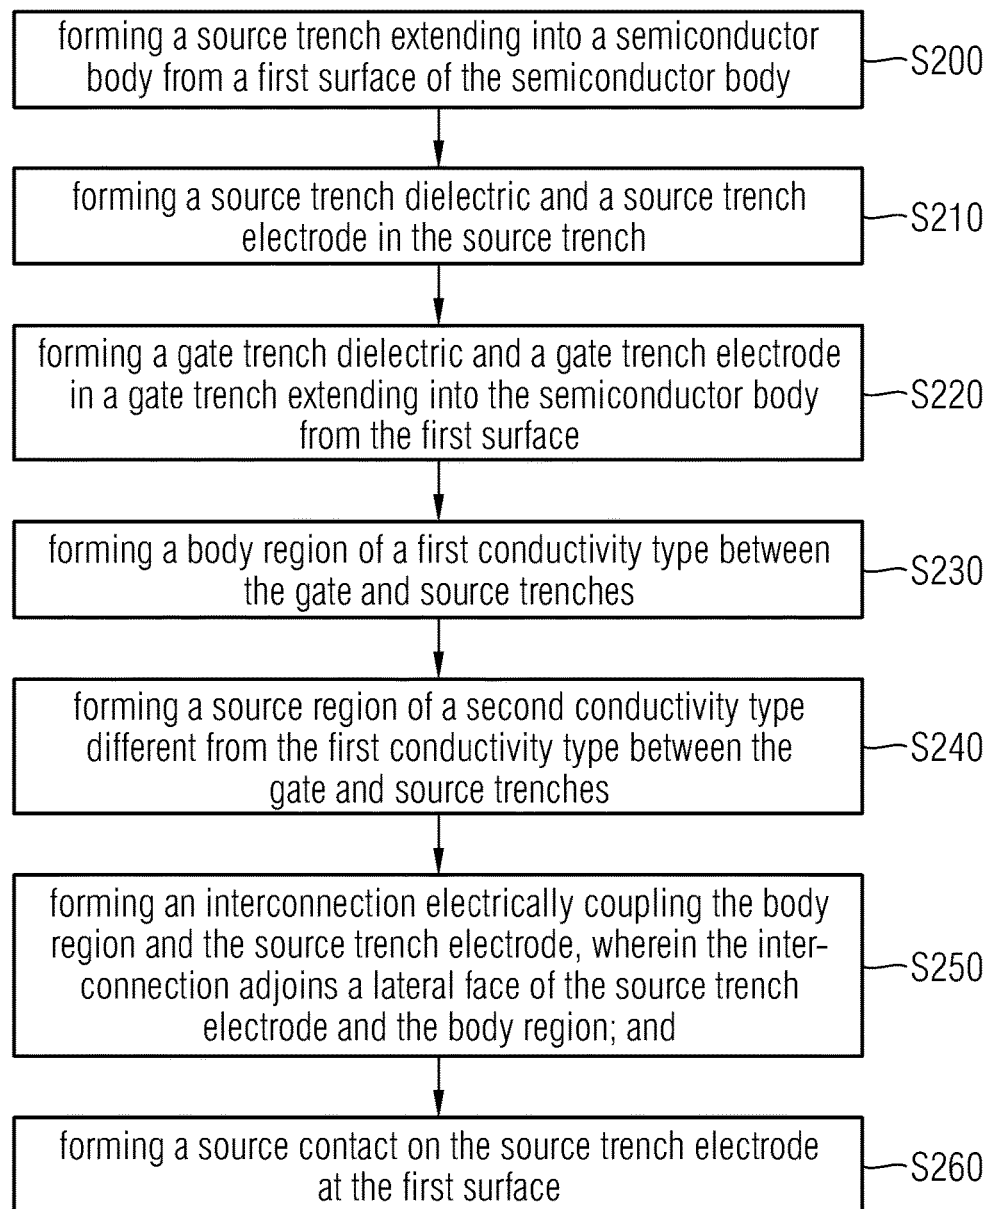 forming a source trench extending into a semiconductor
body from a first surface of the semiconductor body
S200
forming a source trench dielectric and a source trench
electrode in the source trench
S210
forming a gate trench dielectric and a gate trench electrode
in a gate trench extending into the semiconductor body
from the first surface
S220
forming a body region of a first conductivity type between
the gate and source trenches
S230
forming a source region of a second conductivity type
different from the first conductivity type between the
gate and source trenches
S240
forming an interconnection electrically coupling the body
region and the source trench electrode, wherein the inter-
connection adjoins a lateral face of the source trench
electrode and the body region; and
S250
forming a source contact on the source trench electrode
at the first surface
S260